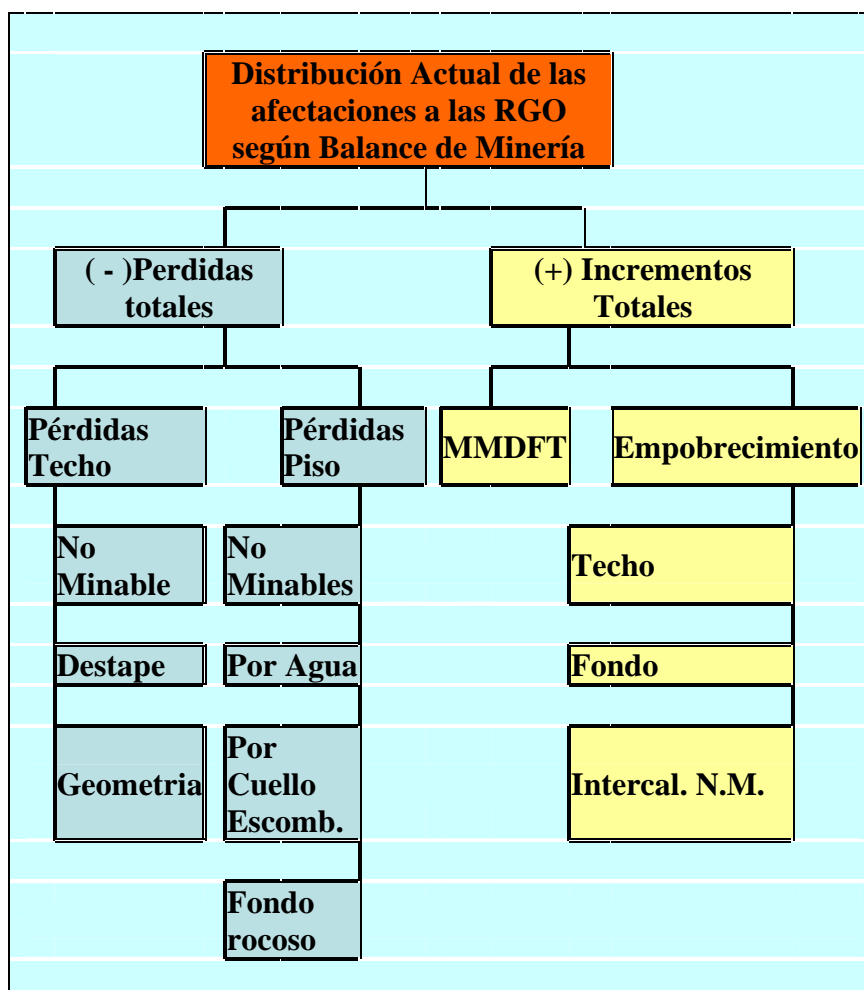 Distribución Actual de las
afectaciones a las RGO
según Balance de Minería
( - )Perdidas
totales
(+) Incrementos
Totales
Pérdidas
Techo
Pérdidas
Piso
MMDFT
Empobrecimiento
No
Minable
No
Minables
Techo
Destape
Por Agua
Fondo
Geometria
Por
Cuello
Escomb.
Intercal. N.M.
Fondo
rocoso